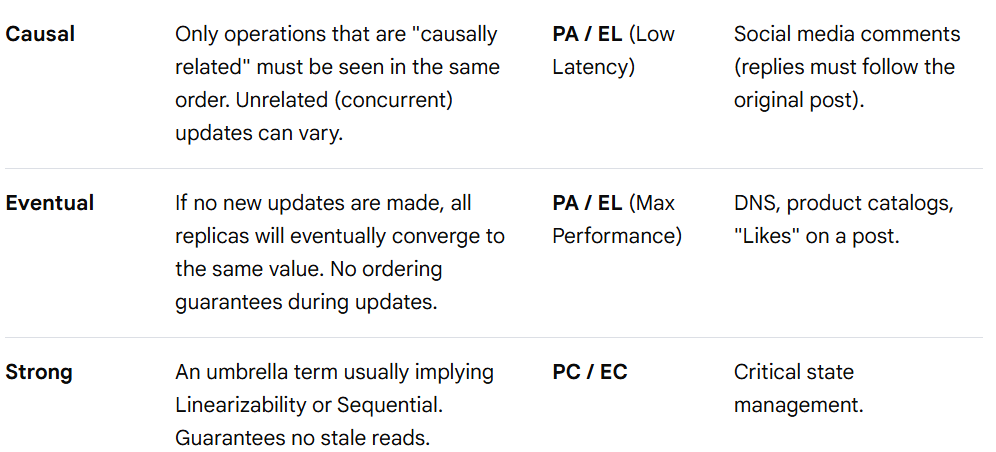 Causal
Only operations that are "causally
related" must be seen in the same
order. Unrelated (concurrent)
updates can vary.
PA / EL (Low
Latency)
Social media comments
(replies must follow the
original post).
Eventual
If no new updates are made, all
replicas will eventually converge to
the same value. No ordering
guarantees during updates.
PA / EL (Max
Performance)
DNS, product catalogs,
"Likes" on a post.
Strong
An umbrella term usually implying
Linearizability or Sequential.
Guarantees no stale reads.
PC / EC
Critical state
management.